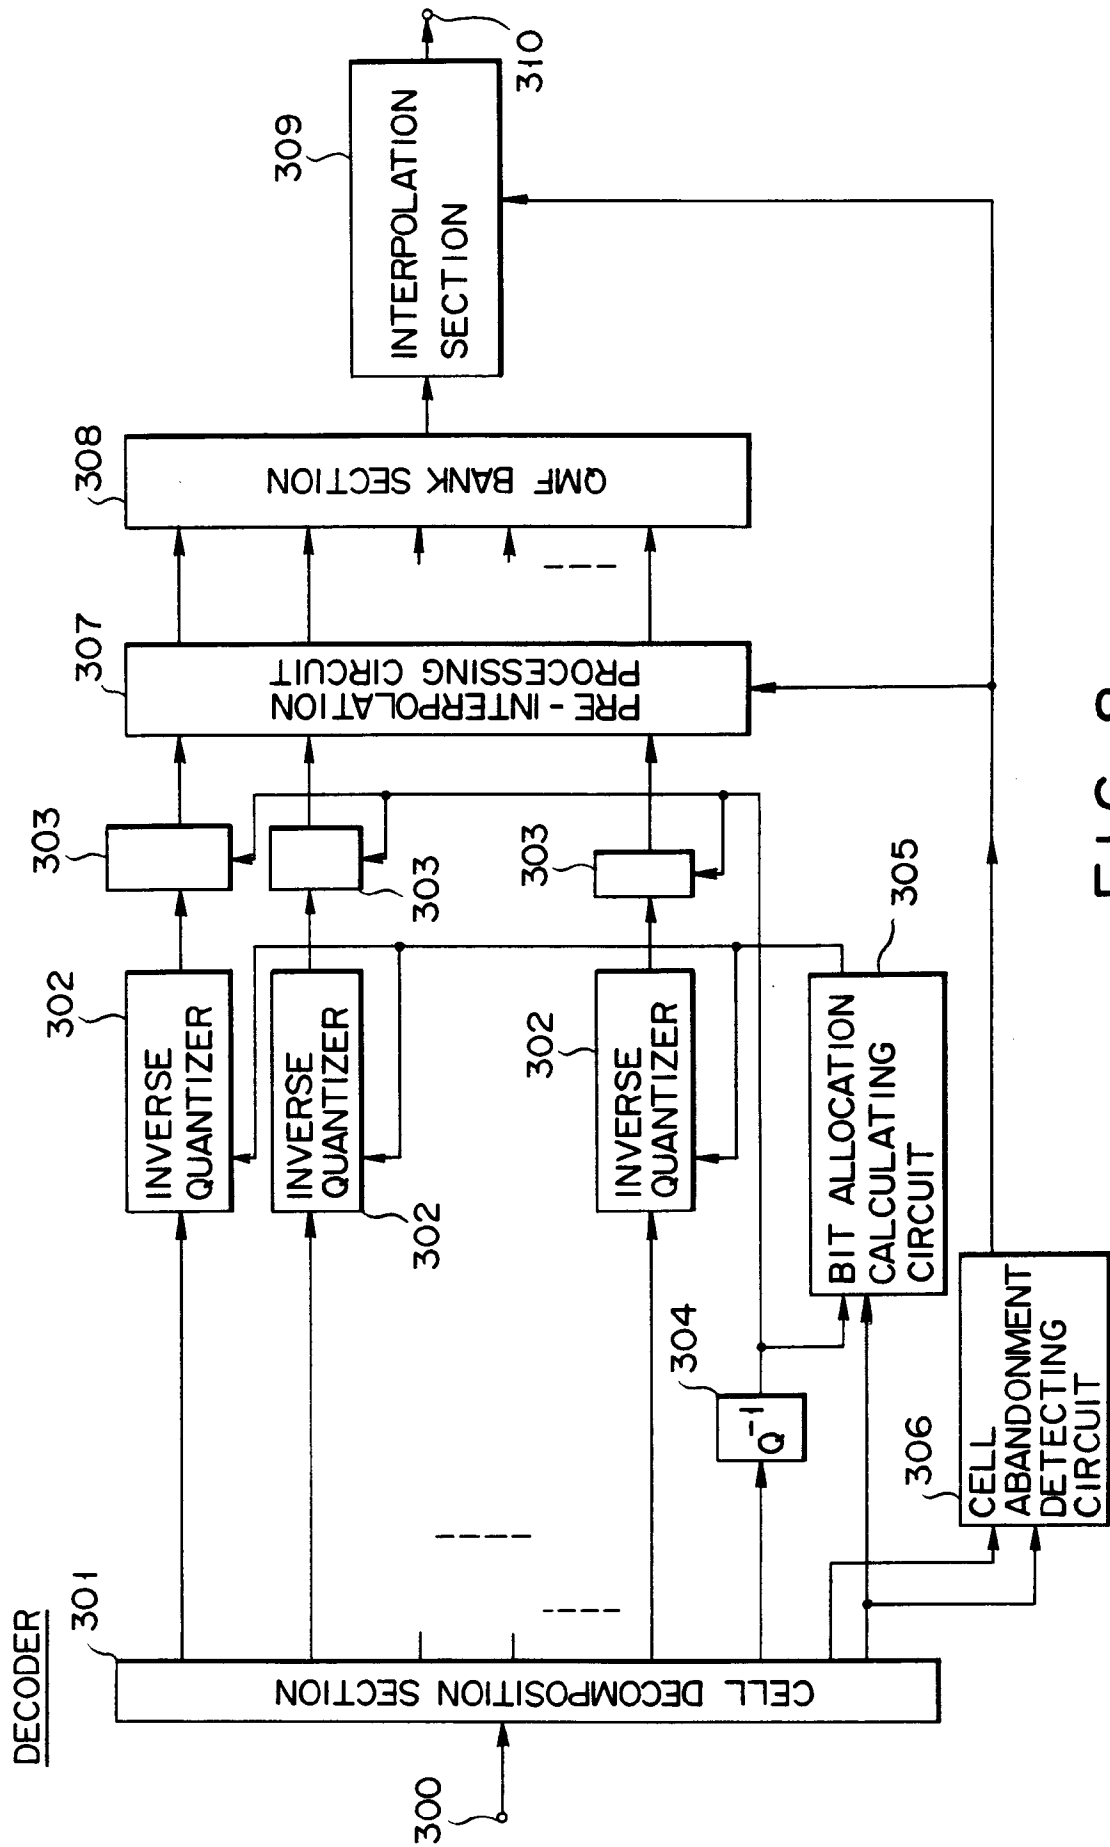 DECODER
300
301
CELL DECOMPOSITION SECTION
302
INVERSE
QUANTIZER
303
INVERSE
QUANTIZER
302
303
302
INVERSE
QUANTIZER
303
304
Q⁻¹
305
BIT ALLOCATION
CALCULATING
CIRCUIT
306
CELL
ABANDONMENT
DETECTING
CIRCUIT
307
PRE-INTERPOLATION
PROCESSING CIRCUIT
308
QMF BANK SECTION
309
INTERPOLATION
SECTION
310